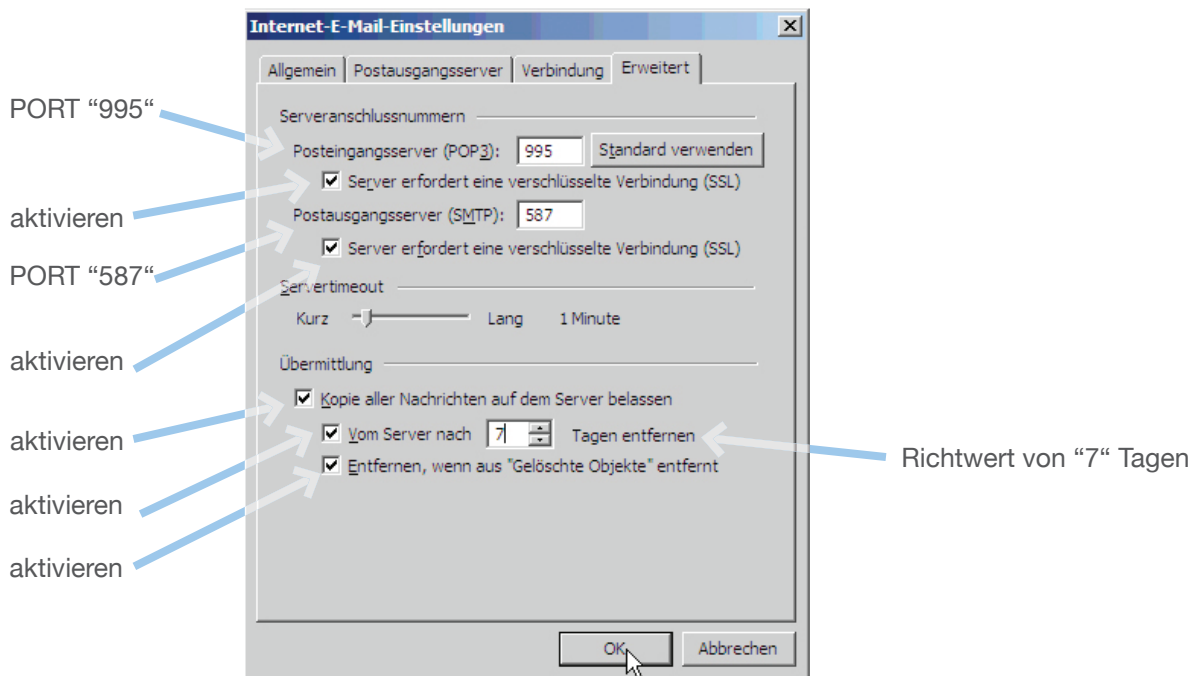 Internet-E-Mail-Einstellungen
Allgemein Postausgangsserver Verbindung Erweitert
PORT “995“
Serveranschlussnummern
Posteingangsserver (POP3): 995 Standard verwenden
Server erfordert eine verschlüsselte Verbindung (SSL)
aktivieren
Postausgangsserver (SMTP): 587
Server erfordert eine verschlüsselte Verbindung (SSL)
PORT “587“
Servertimeout
Kurz Lang 1 Minute
aktivieren
Übermittlung
Kopie aller Nachrichten auf dem Server belassen
aktivieren
Vom Server nach 7 Tagen entfernen
Richtwert von “7“ Tagen
Entfernen, wenn aus "Gelöschte Objekte" entfernt
aktivieren
aktivieren
OK Abbrechen